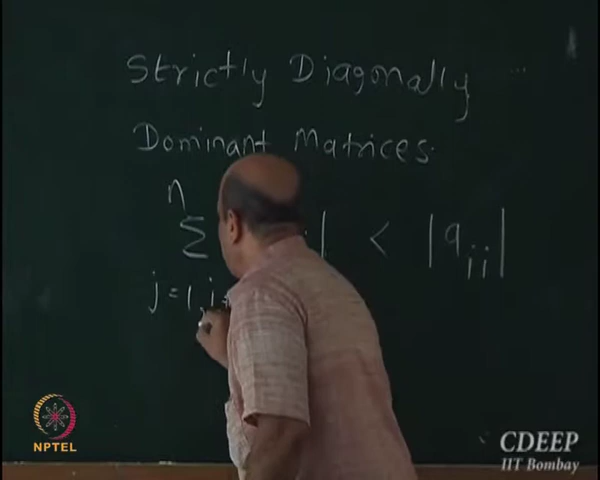 Strictly Diagonally
Dominant Matrices.
n
Σ | < |a_ii|
j = 1, i
NPTEL
CDEEP
IIT Bombay